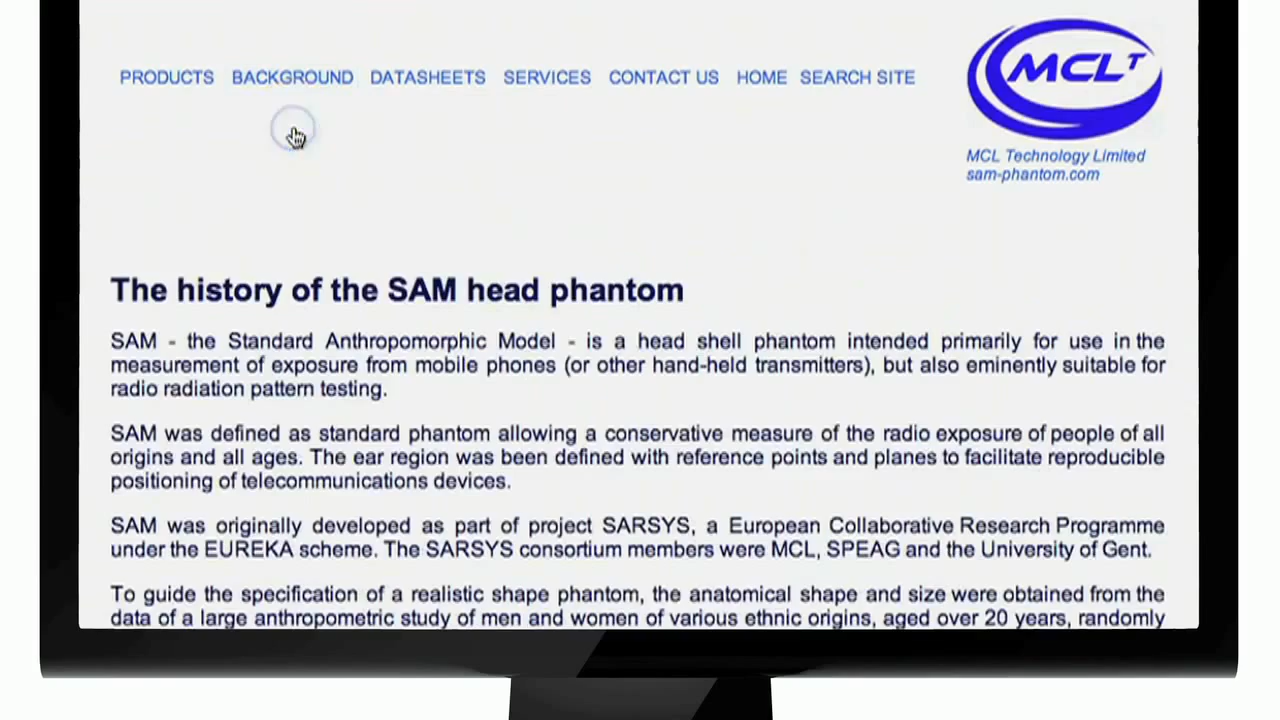 PRODUCTS BACKGROUND DATASHEETS SERVICES CONTACT US HOME SEARCH SITE
MCL T
MCL Technology Limited
sam-phantom.com
The history of the SAM head phantom
SAM - the Standard Anthropomorphic Model - is a head shell phantom intended primarily for use in the
measurement of exposure from mobile phones (or other hand-held transmitters), but also eminently suitable for
radio radiation pattern testing.
SAM was defined as standard phantom allowing a conservative measure of the radio exposure of people of all
origins and all ages. The ear region was been defined with reference points and planes to facilitate reproducible
positioning of telecommunications devices.
SAM was originally developed as part of project SARSYS, a European Collaborative Research Programme
under the EUREKA scheme. The SARSYS consortium members were MCL, SPEAG and the University of Gent.
To guide the specification of a realistic shape phantom, the anatomical shape and size were obtained from the
data of a large anthropometric study of men and women of various ethnic origins, aged over 20 years, randomly